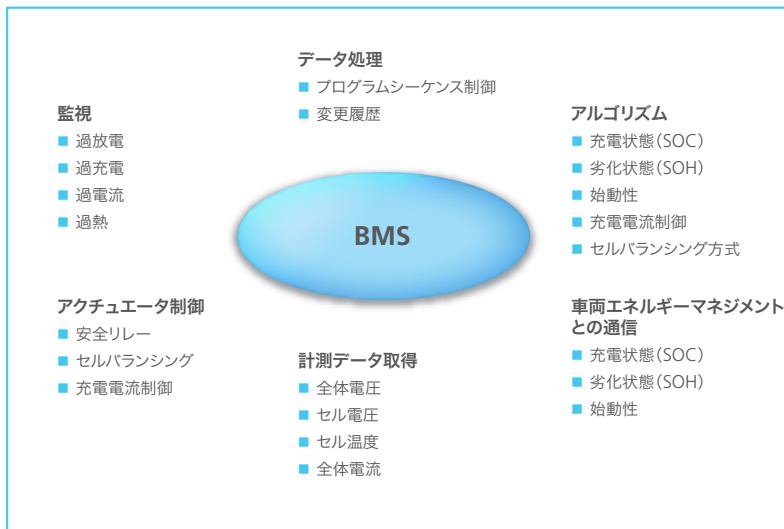 データ処理
■ プログラムシーケンス制御
■ 変更履歴
監視
■ 過放電
■ 過充電
■ 過電流
■ 過熱
アルゴリズム
■ 充電状態(SOC)
■ 劣化状態(SOH)
■ 始動性
■ 充電電流制御
■ セルバランシング方式
BMS
アクチュエータ制御
■ 安全リレー
■ セルバランシング
■ 充電電流制御
計測データ取得
■ 全体電圧
■ セル電圧
■ セル温度
■ 全体電流
車両エネルギーマネジメント
との通信
■ 充電状態(SOC)
■ 劣化状態(SOH)
■ 始動性